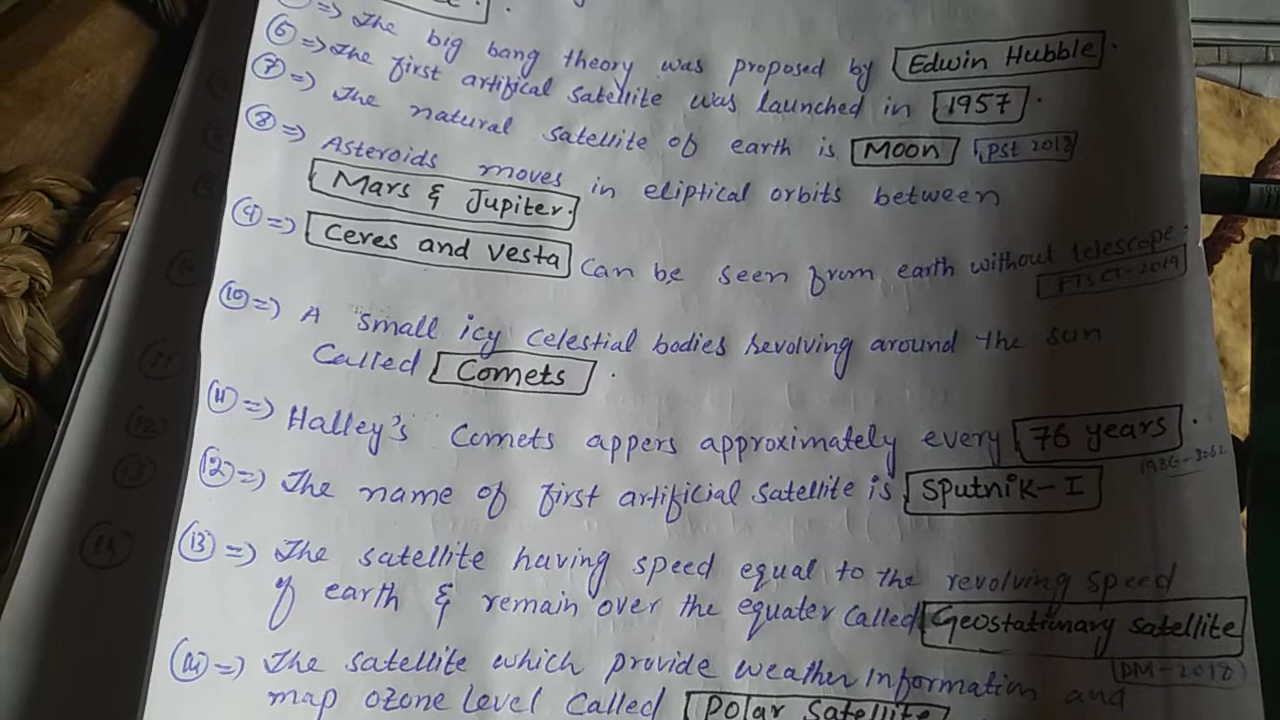 => The big bang theory was proposed by Edwin Hubble.
⑥ => The first artifical satellite was launched in 1957.
⑦ => The natural satellite of earth is Moon PST 2018
⑧ => Asteroids moves in eliptical orbits between
Mars & Jupiter.
⑨ => Ceres and Vesta Can be seen from earth without telescope.
⑩ => A small icy Celestial bodies revolving around the sun
Called Comets.
⑪ => Halley's Comets appers approximately every 76 years.
⑫ => The name of first artificial Satellite is Sputnik-I
⑬ => The satellite having speed equal to the revolving speed
of earth & remain over the equater called Geostationary satellite
DM-2018
=> The satellite which provide weather Information and
map ozone level Called Polar Satellite